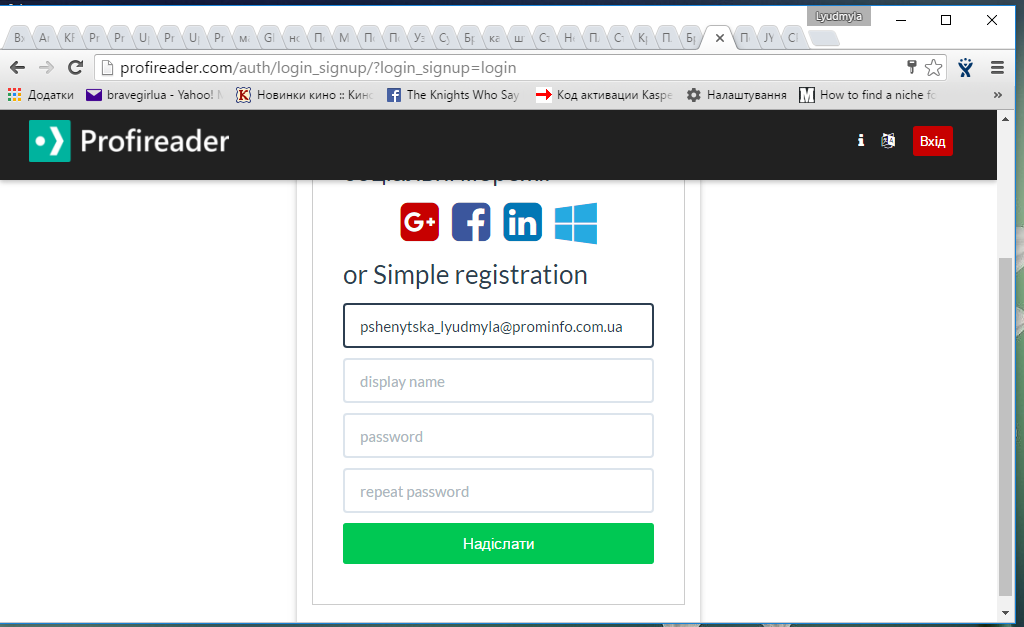 Lyudmyla
profireader.com/auth/login_signup/?login_signup=login
Додатки bravegirlua - Yahoo! Новинки кино :: Кин The Knights Who Say Код активации Kaspe Налаштування How to find a niche fo »
Profireader
Вхід
G+ f in
or Simple registration
pshenytska_lyudmyla@prominfo.com.ua
display name
password
repeat password
Надіслати